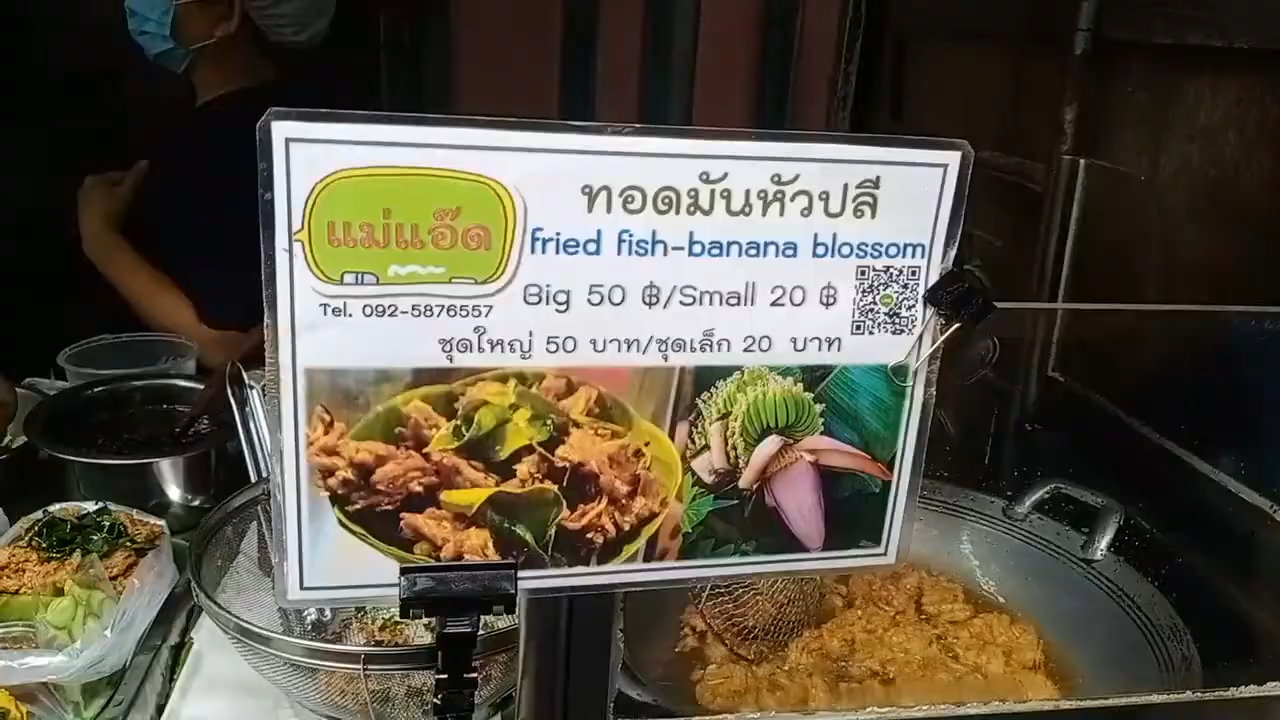 แม่แอ๊ด
Tel. 092-5876557
ทอดมันหัวปลี
fried fish-banana blossom
Big 50 ฿/Small 20 ฿
ชุดใหญ่ 50 บาท/ชุดเล็ก 20 บาท